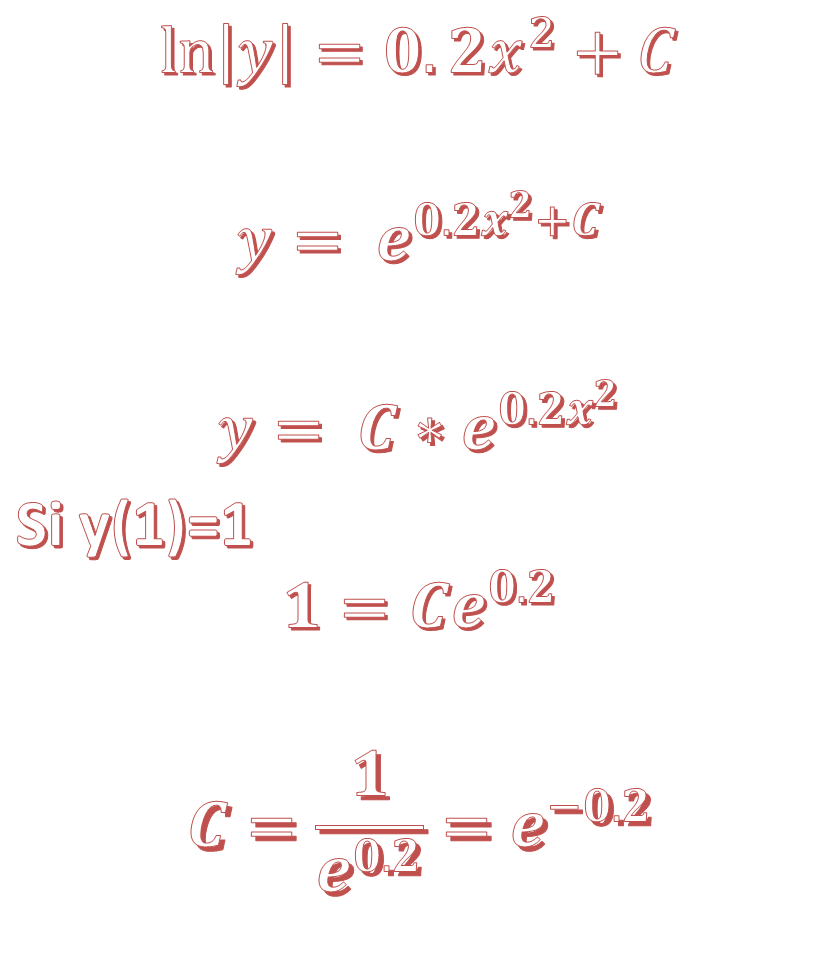 ln|y| = 0.2x² + C
y = e^{0.2x²+C}
y = C * e^{0.2x²}
Si y(1)=1
1 = Ce^{0.2}
C = \frac{1}{e^{0.2}} = e^{-0.2}